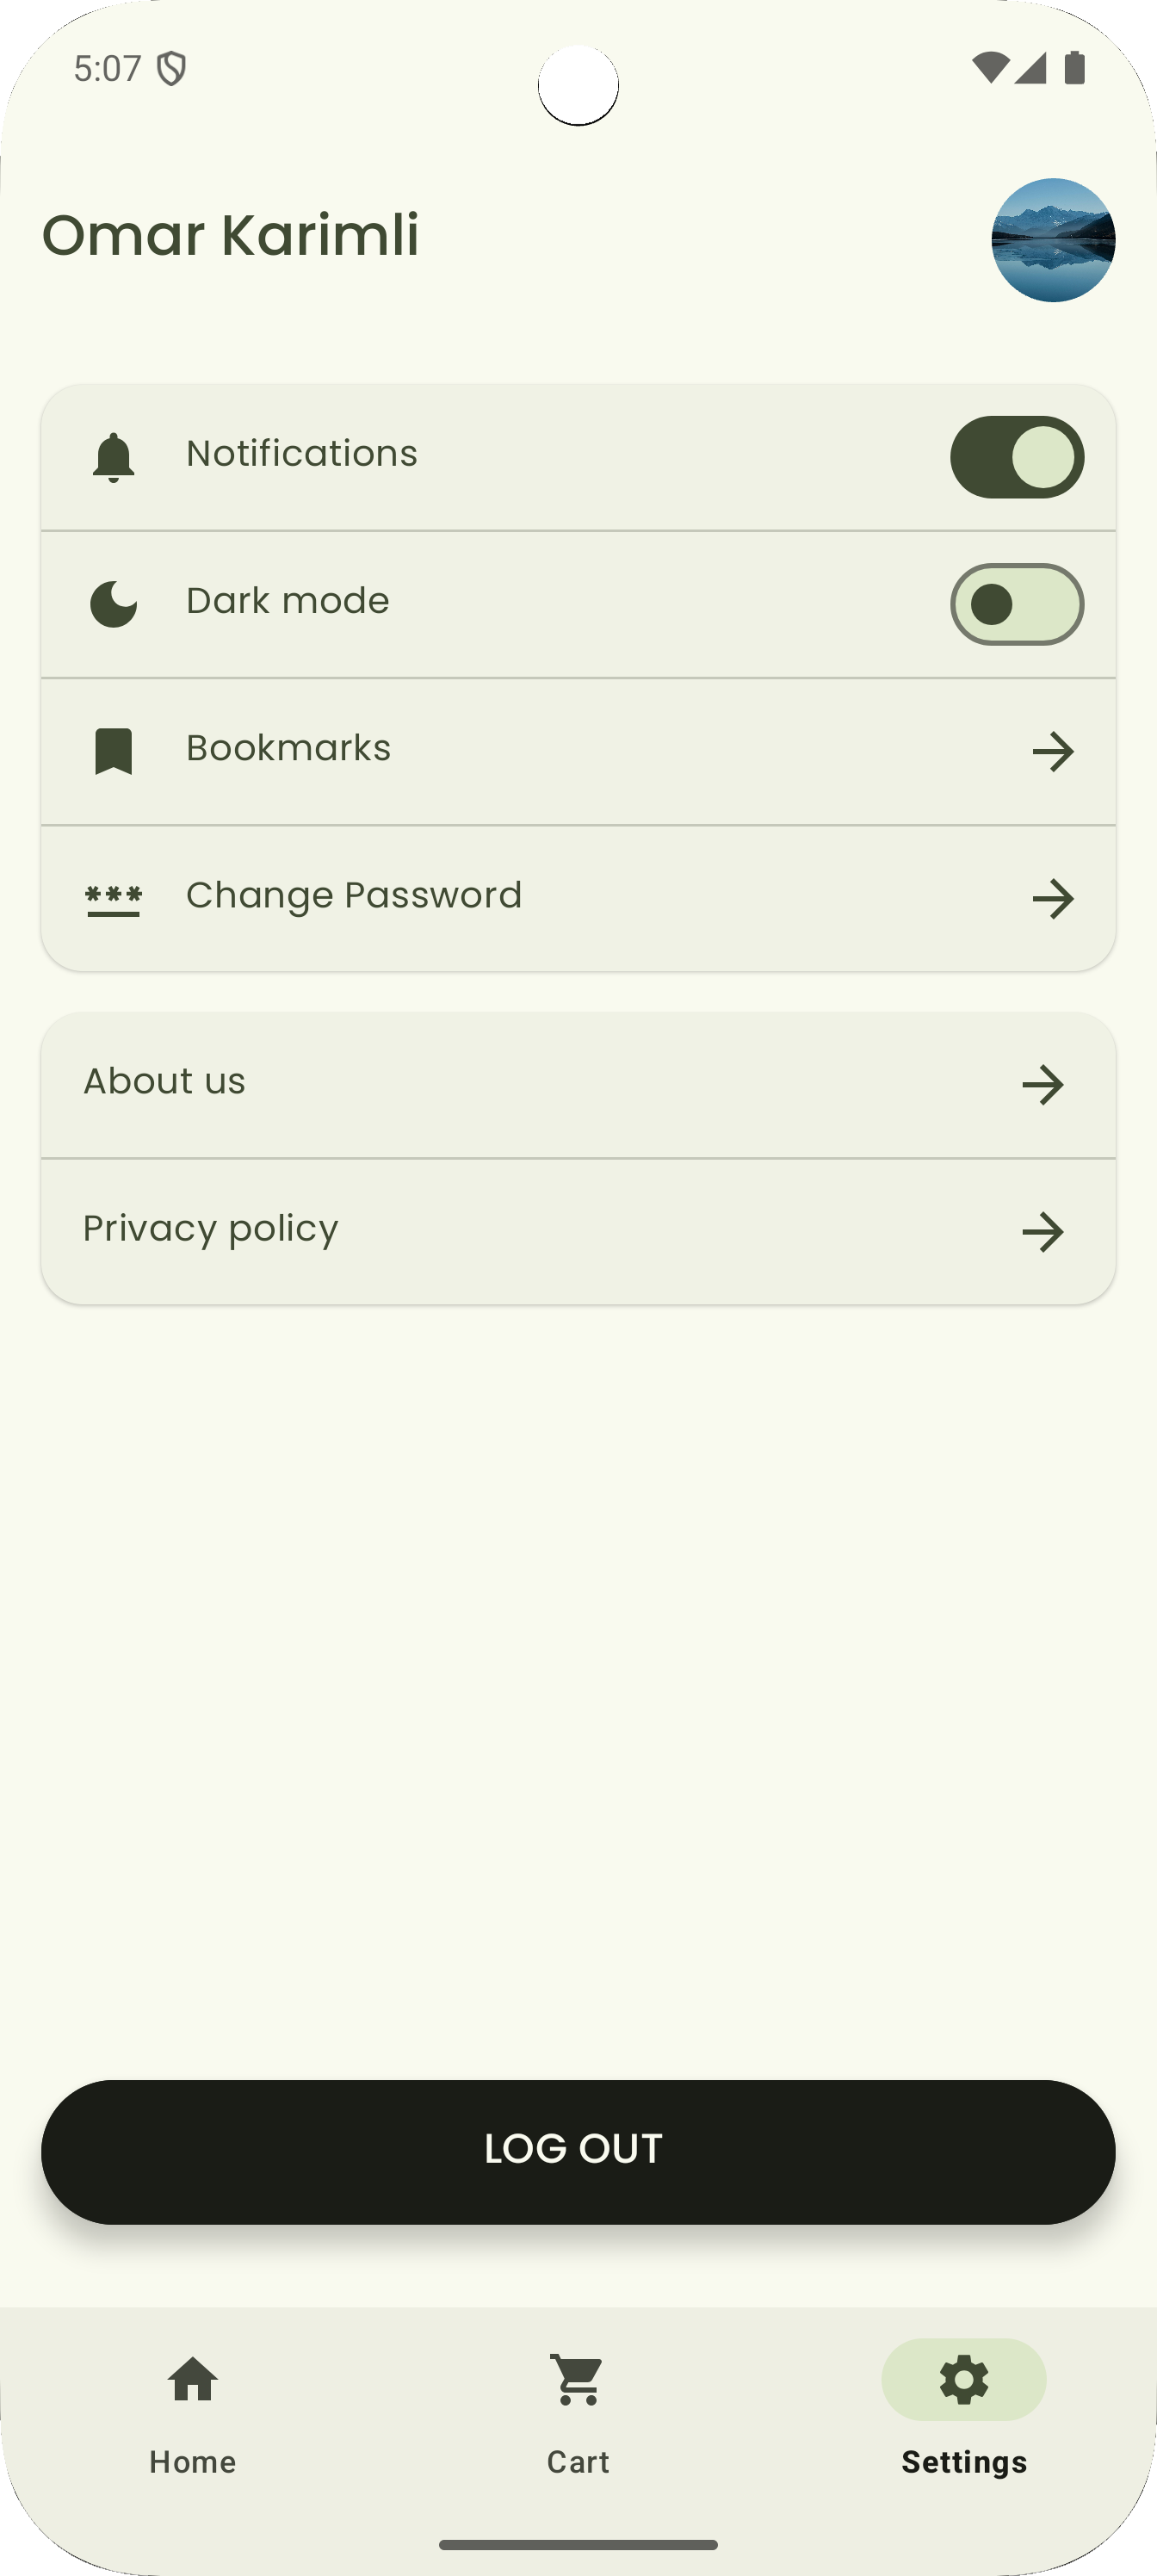 5:07
Omar Karimli
Notifications
Dark mode
Bookmarks
Change Password
About us
Privacy policy
LOG OUT
Home
Cart
Settings